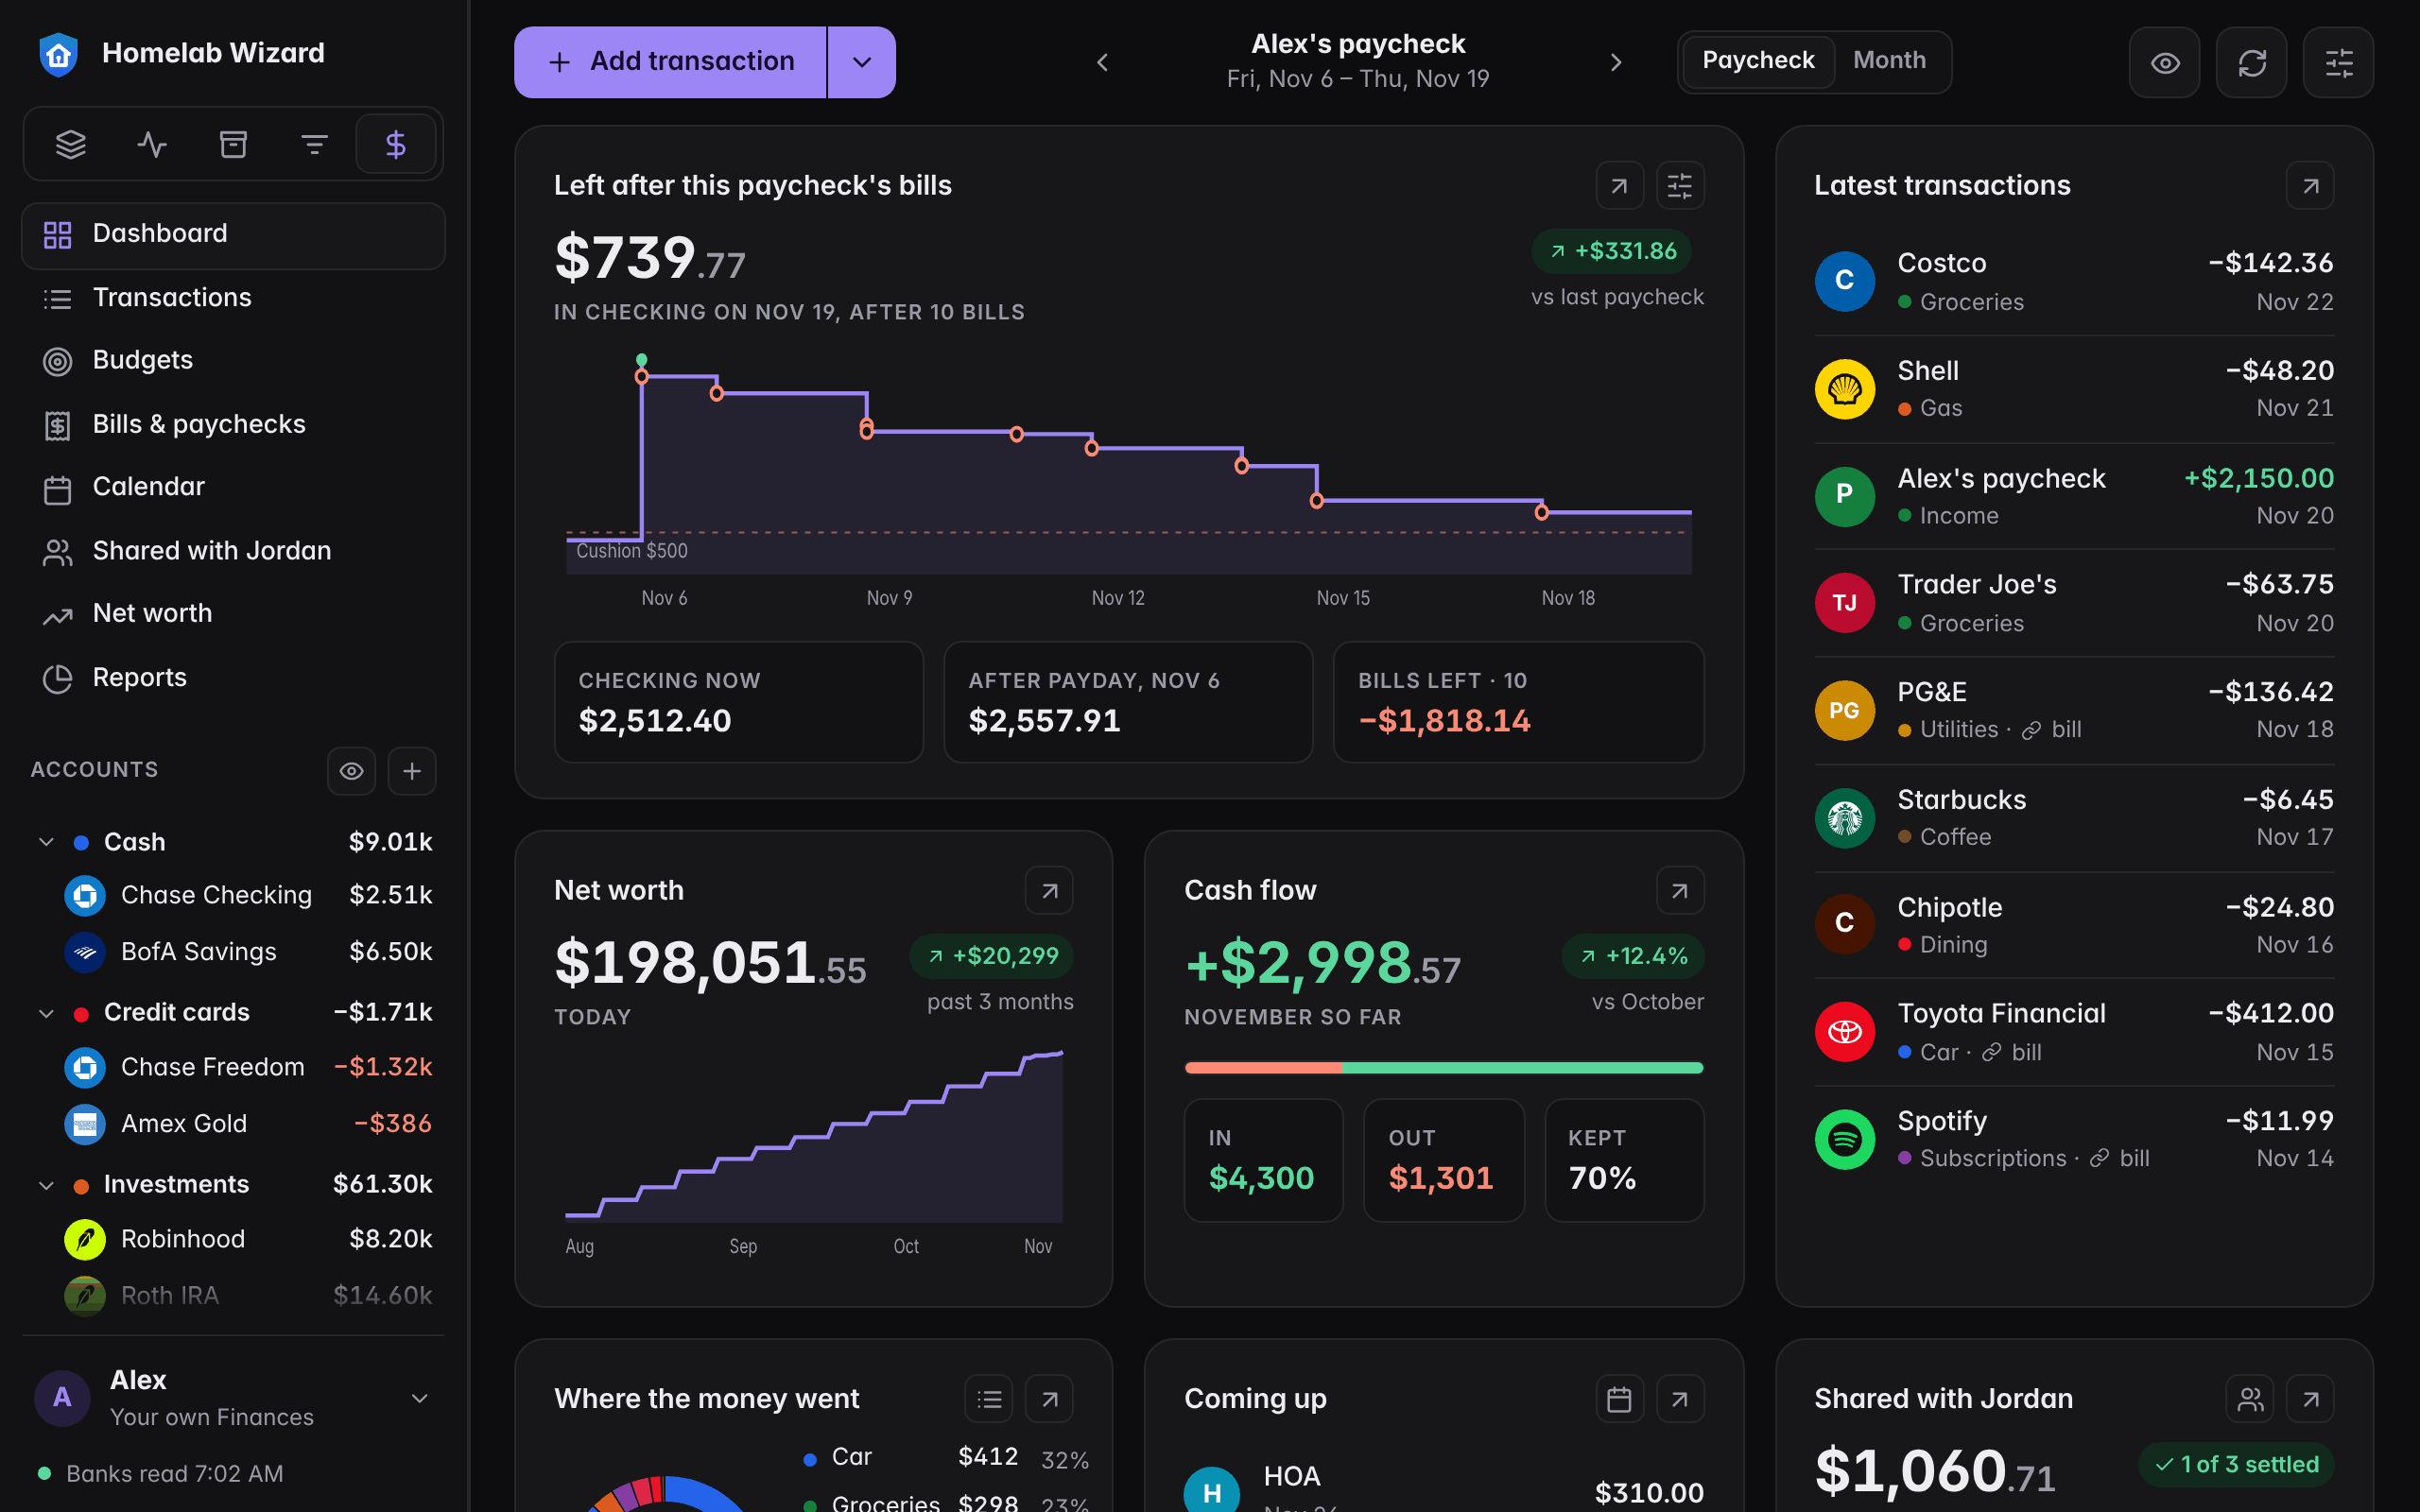 Homelab Wizard
Dashboard
Transactions
Budgets
Bills & paychecks
Calendar
Shared with Jordan
Net worth
Reports
ACCOUNTS
Cash $9.01k
Chase Checking $2.51k
BofA Savings $6.50k
Credit cards −$1.71k
Chase Freedom −$1.32k
Amex Gold −$386
Investments $61.30k
Robinhood $8.20k
Roth IRA $14.60k
A
Alex
Your own Finances
Banks read 7:02 AM
Add transaction
Alex's paycheck
Fri, Nov 6 – Thu, Nov 19
Paycheck Month
Left after this paycheck's bills
$739.77
IN CHECKING ON NOV 19, AFTER 10 BILLS
+$331.86
vs last paycheck
Cushion $500
Nov 6 Nov 9 Nov 12 Nov 15 Nov 18
CHECKING NOW
$2,512.40
AFTER PAYDAY, NOV 6
$2,557.91
BILLS LEFT · 10
−$1,818.14
Net worth
$198,051.55
TODAY
+$20,299
past 3 months
Aug Sep Oct Nov
Cash flow
+$2,998.57
NOVEMBER SO FAR
+12.4%
vs October
IN
$4,300
OUT
$1,301
KEPT
70%
Latest transactions
C
Costco −$142.36
Groceries Nov 22
Shell −$48.20
Gas Nov 21
P
Alex's paycheck +$2,150.00
Income Nov 20
TJ
Trader Joe's −$63.75
Groceries Nov 20
PG
PG&E −$136.42
Utilities · bill Nov 18
Starbucks −$6.45
Coffee Nov 17
C
Chipotle −$24.80
Dining Nov 16
Toyota Financial −$412.00
Car · bill Nov 15
Spotify −$11.99
Subscriptions · bill Nov 14
Where the money went
Car $412 32%
Groceries $298 23%
Coming up
H
HOA
$310.00
Shared with Jordan
$1,060.71
1 of 3 settled